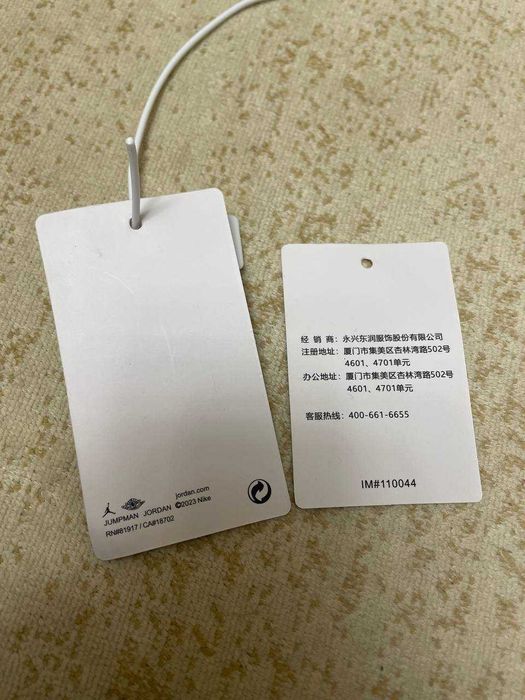 jordan.com
JUMPMAN JORDAN ©2023 Nike
RN#81917 / CA#18702
经 销 商：永兴东润服饰股份有限公司
注册地址：厦门市集美区杏林湾路502号
4601、4701单元
办公地址：厦门市集美区杏林湾路502号
4601、4701单元
客服热线：400-661-6655
IM#110044